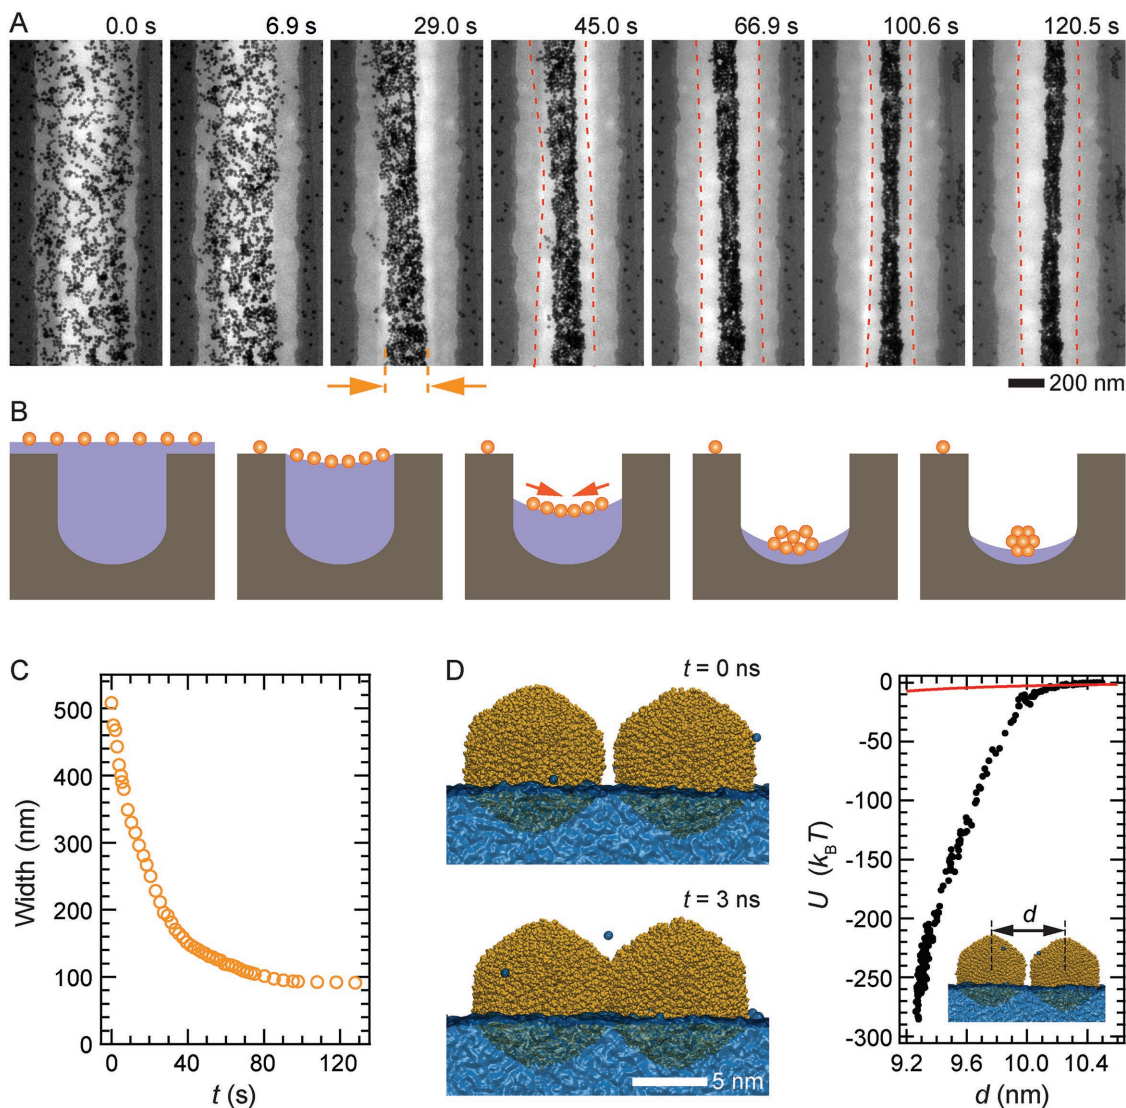 A
0.0 s 6.9 s 29.0 s 45.0 s 66.9 s 100.6 s 120.5 s
200 nm
B
C
500
400
300
200
100
0
Width (nm)
0 40 80 120
t (s)
D
t = 0 ns
t = 3 ns
5 nm
0
-50
-100
-150
-200
-250
-300
U (kBT)
d
9.2 9.6 10.0 10.4
d (nm)